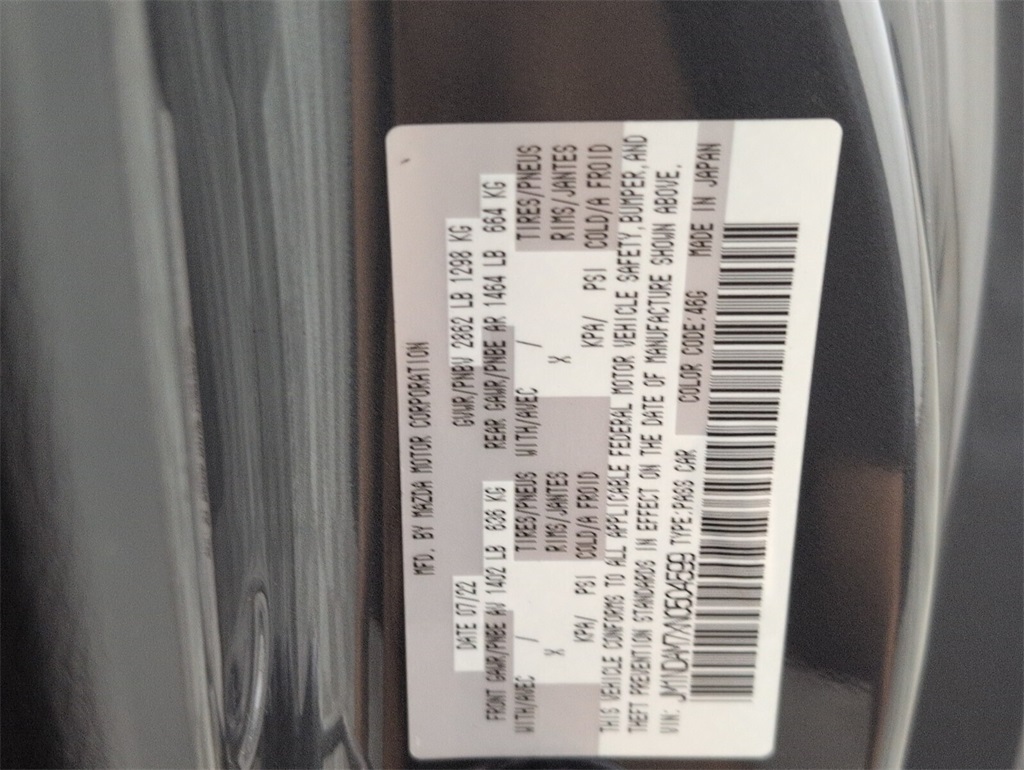 MFD. BY MAZDA MOTOR CORPORATION
DATE 07/22 GVWR/PNBV 2862 LB 1298 KG
FRONT GAWR/PNBE AV 1402 LB 636 KG REAR GAWR/PNBE AR 1464 LB 664 KG
WITH/AVEC TIRES/PNEUS WITH/AVEC TIRES/PNEUS
X / RIMS/JANTES X / RIMS/JANTES
KPA/ PSI COLD/A FROID KPA/ PSI COLD/A FROID
THIS VEHICLE CONFORMS TO ALL APPLICABLE FEDERAL MOTOR VEHICLE SAFETY,BUMPER,AND
THEFT PREVENTION STANDARDS IN EFFECT ON THE DATE OF MANUFACTURE SHOWN ABOVE.
VIN: JM1NDAM7XN0504599 TYPE:PASS CAR COLOR CODE:46G MADE IN JAPAN